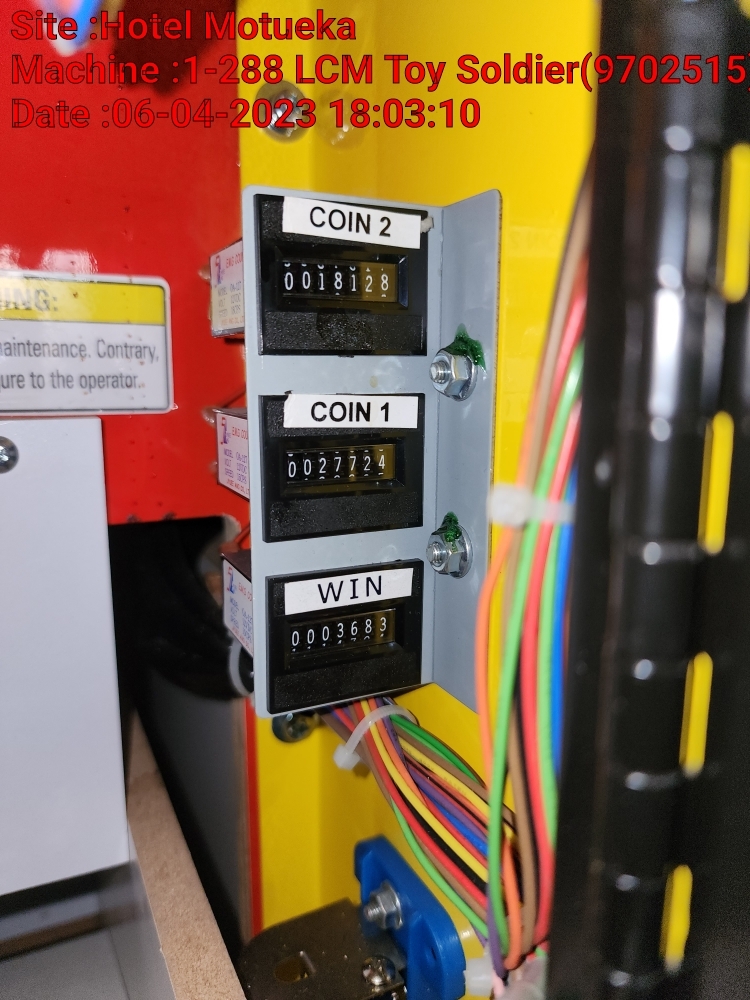 Site :Hotel Motueka
Machine :1-288 LCM Toy Soldier(9702515
Date :06-04-2023 18:03:10
COIN 2
0018128
ING:
maintenance. Contrary,
ure to the operator.
COIN 1
0027724
WIN
0003683